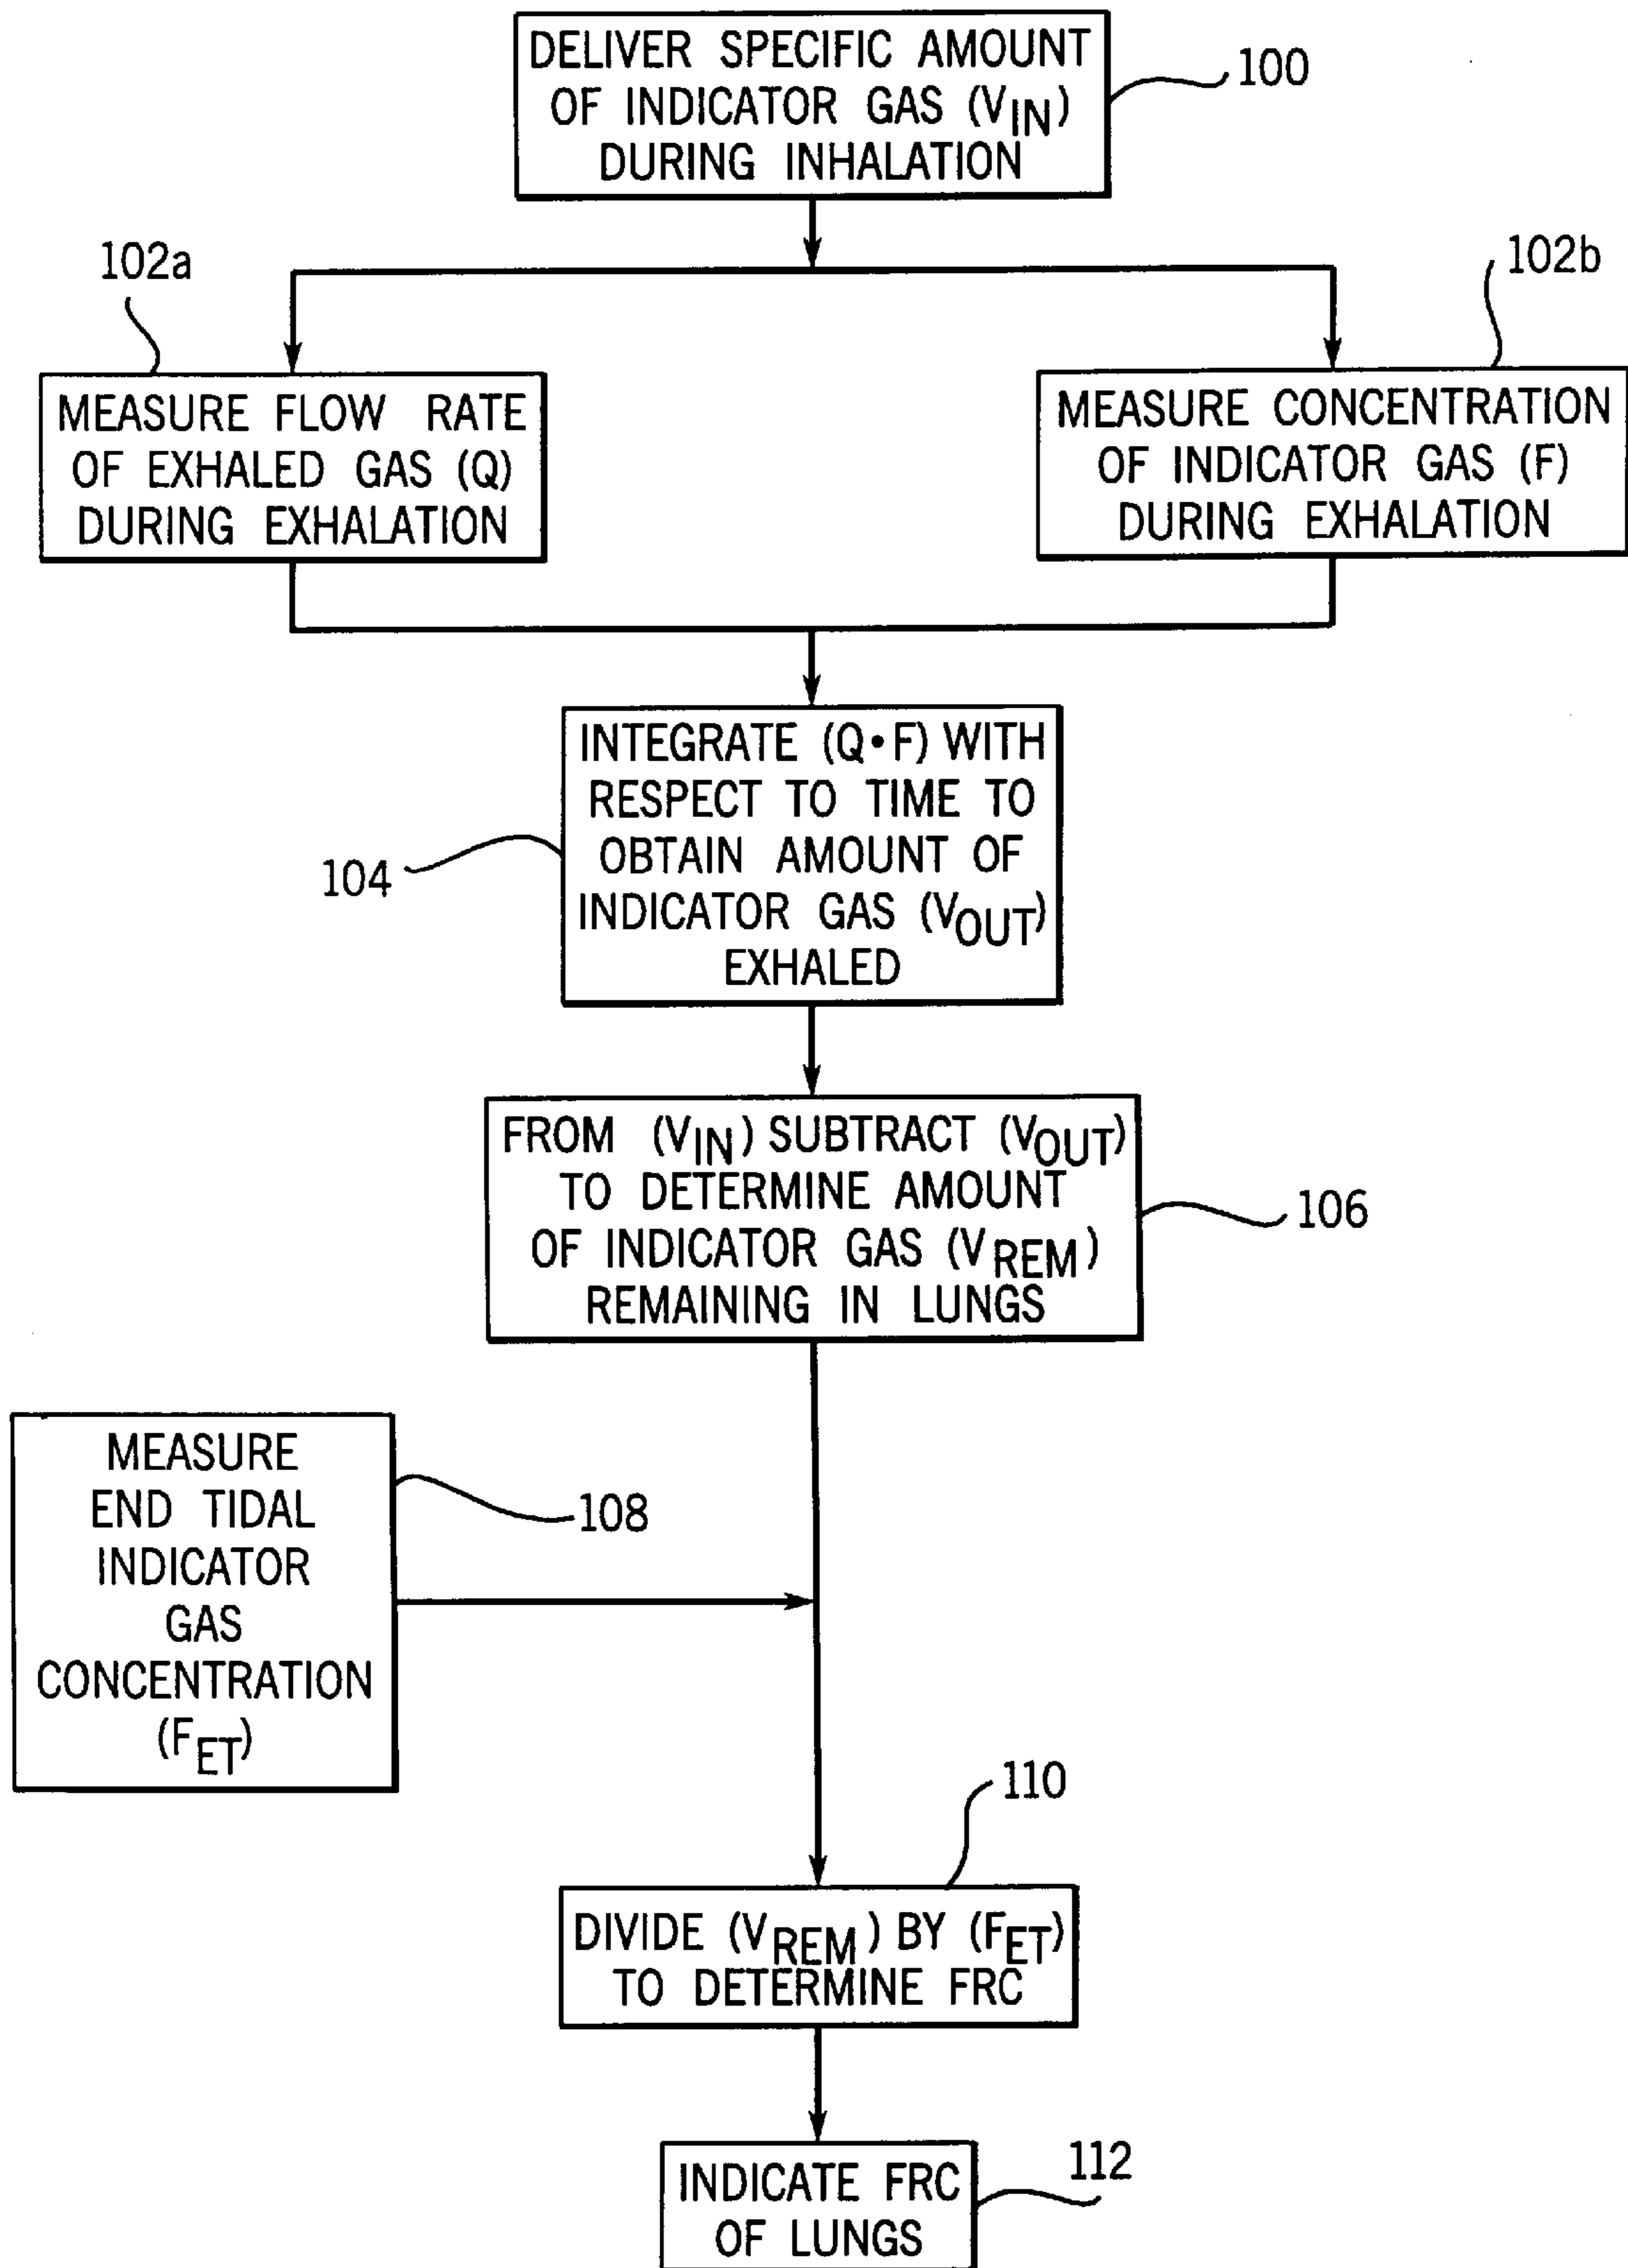 DELIVER SPECIFIC AMOUNT
OF INDICATOR GAS (VIN)
DURING INHALATION
100
102a
102b
MEASURE FLOW RATE
OF EXHALED GAS (Q)
DURING EXHALATION
MEASURE CONCENTRATION
OF INDICATOR GAS (F)
DURING EXHALATION
INTEGRATE (Q•F) WITH
RESPECT TO TIME TO
OBTAIN AMOUNT OF
INDICATOR GAS (VOUT)
EXHALED
104
FROM (VIN) SUBTRACT (VOUT)
TO DETERMINE AMOUNT
OF INDICATOR GAS (VREM)
REMAINING IN LUNGS
106
MEASURE
END TIDAL
INDICATOR
GAS
CONCENTRATION
(FET)
108
110
DIVIDE (VREM) BY (FET)
TO DETERMINE FRC
INDICATE FRC
OF LUNGS
112